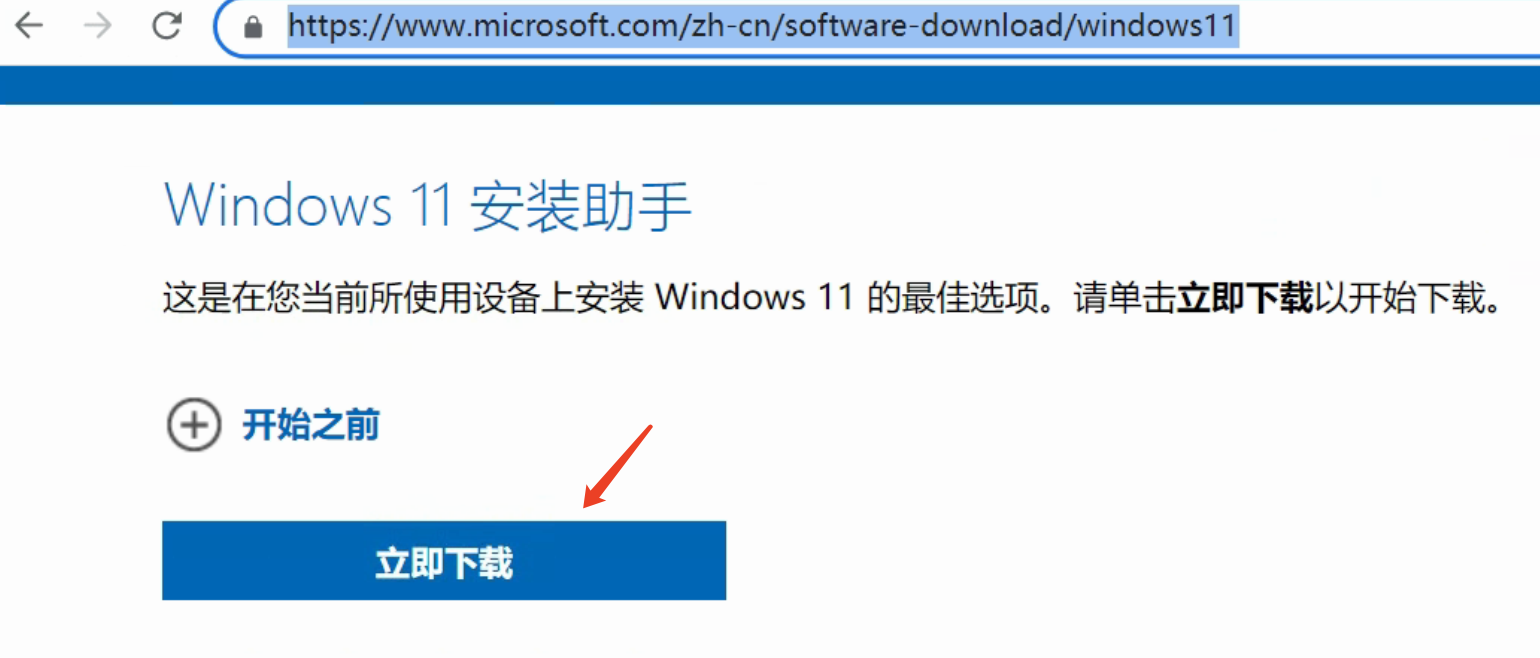 https://www.microsoft.com/zh-cn/software-download/windows11
Windows 11 安装助手
这是在您当前所使用设备上安装 Windows 11 的最佳选项。请单击立即下载以开始下载。
开始之前
立即下载